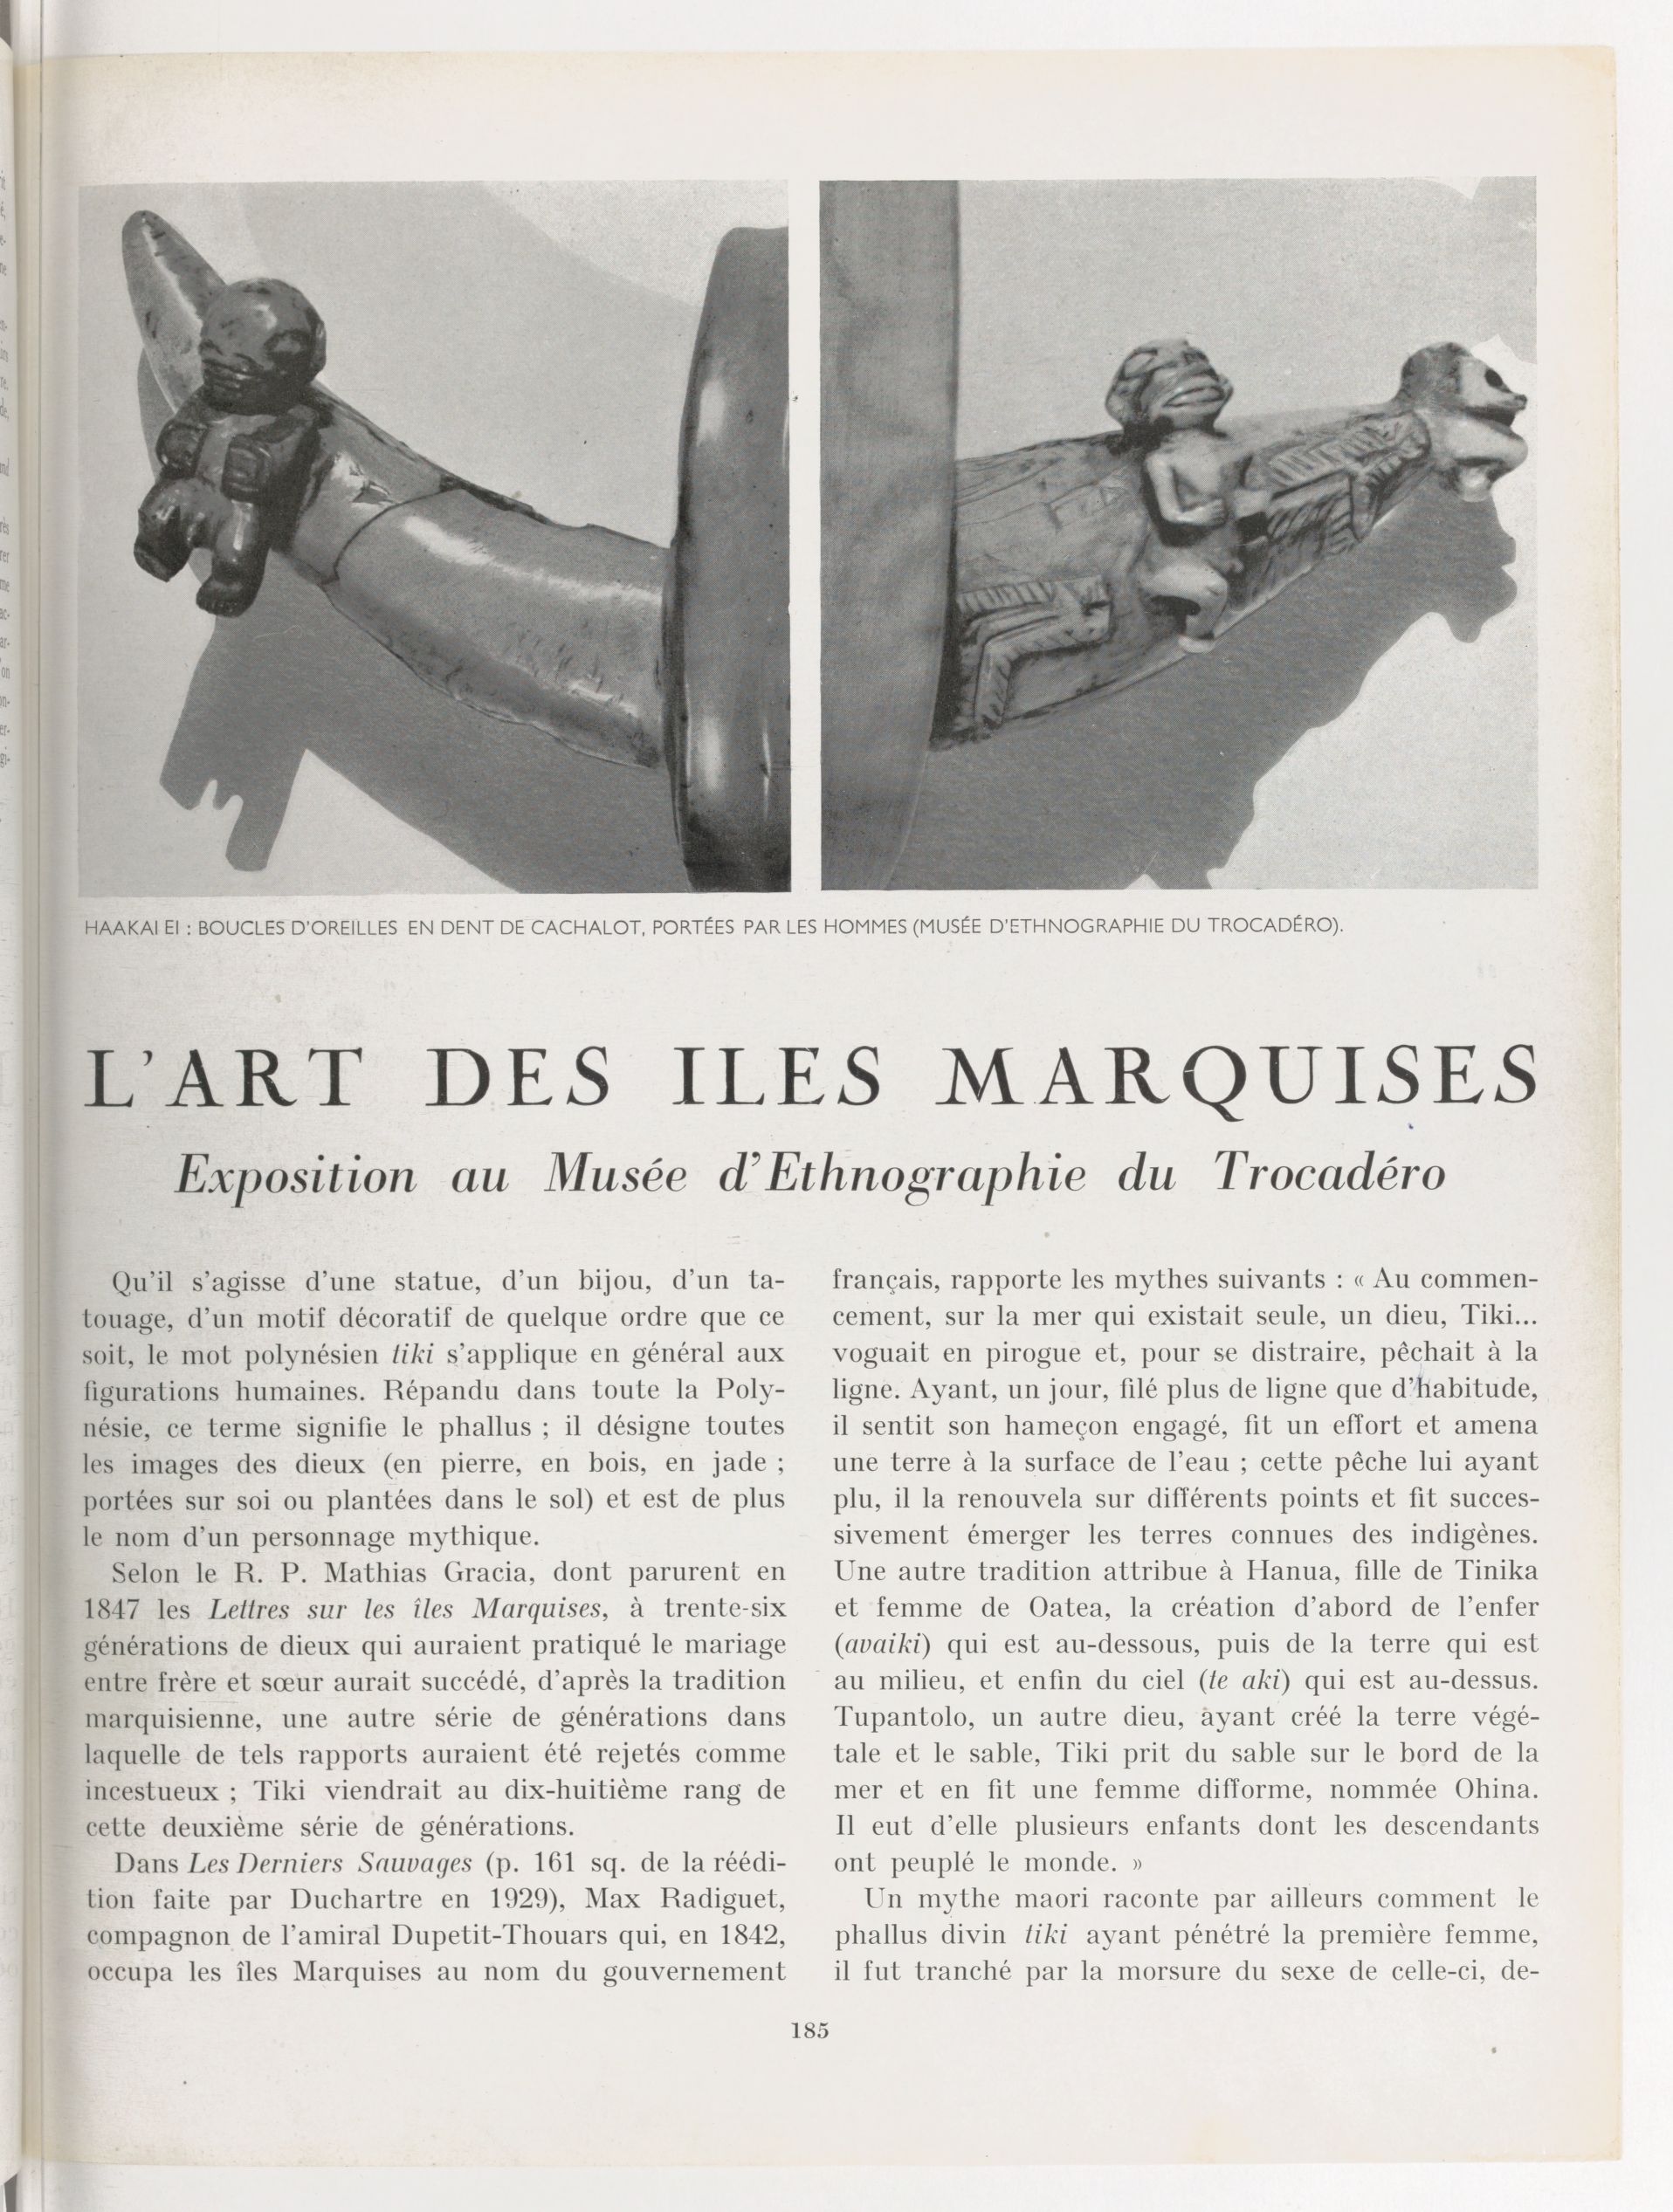 HAAKAI EI : BOUCLES D'OREILLES EN DENT DE CACHALOT, PORTÉES PAR LES HOMMES (MUSÉE D'ETHNOGRAPHIE DU TROCADÉRO).
L'ART DES ILES MARQUISES
Exposition au Musée d'Ethnographie du Trocadéro
Qu'il s'agisse d'une statue, d'un bijou, d'un ta-
touage, d'un motif décoratif de quelque ordre que ce
soit, le mot polynésien tiki s'applique en général aux
figurations humaines. Répandu dans toute la Poly-
nésie, ce terme signifie le phallus ; il désigne toutes
les images des dieux (en pierre, en bois, en jade ;
portées sur soi ou plantées dans le sol) et est de plus
le nom d'un personnage mythique.
Selon le R. P. Mathias Gracia, dont parurent en
1847 les Lettres sur les îles Marquises, à trente-six
générations de dieux qui auraient pratiqué le mariage
entre frère et sœur aurait succédé, d'après la tradition
marquisienne, une autre série de générations dans
laquelle de tels rapports auraient été rejetés comme
incestueux ; Tiki viendrait au dix-huitième rang de
cette deuxième série de générations.
Dans Les Derniers Sauvages (p. 161 sq. de la réédi-
tion faite par Duchartre en 1929), Max Radiguet,
compagnon de l'amiral Dupetit-Thouars qui, en 1842,
occupa les îles Marquises au nom du gouvernement
français, rapporte les mythes suivants : « Au commen-
cement, sur la mer qui existait seule, un dieu, Tiki...
voguait en pirogue et, pour se distraire, pêchait à la
ligne. Ayant, un jour, filé plus de ligne que d'habitude,
il sentit son hameçon engagé, fit un effort et amena
une terre à la surface de l'eau ; cette pêche lui ayant
plu, il la renouvela sur différents points et fit succes-
sivement émerger les terres connues des indigènes.
Une autre tradition attribue à Hanua, fille de Tinika
et femme de Oatea, la création d'abord de l'enfer
(avaiki) qui est au-dessous, puis de la terre qui est
au milieu, et enfin du ciel (te aki) qui est au-dessus.
Tupantolo, un autre dieu, ayant créé la terre végé-
tale et le sable, Tiki prit du sable sur le bord de la
mer et en fit une femme difforme, nommée Ohina.
Il eut d'elle plusieurs enfants dont les descendants
ont peuplé le monde. »
Un mythe maori raconte par ailleurs comment le
phallus divin tiki ayant pénétré la première femme,
il fut tranché par la morsure du sexe de celle-ci, de-
185